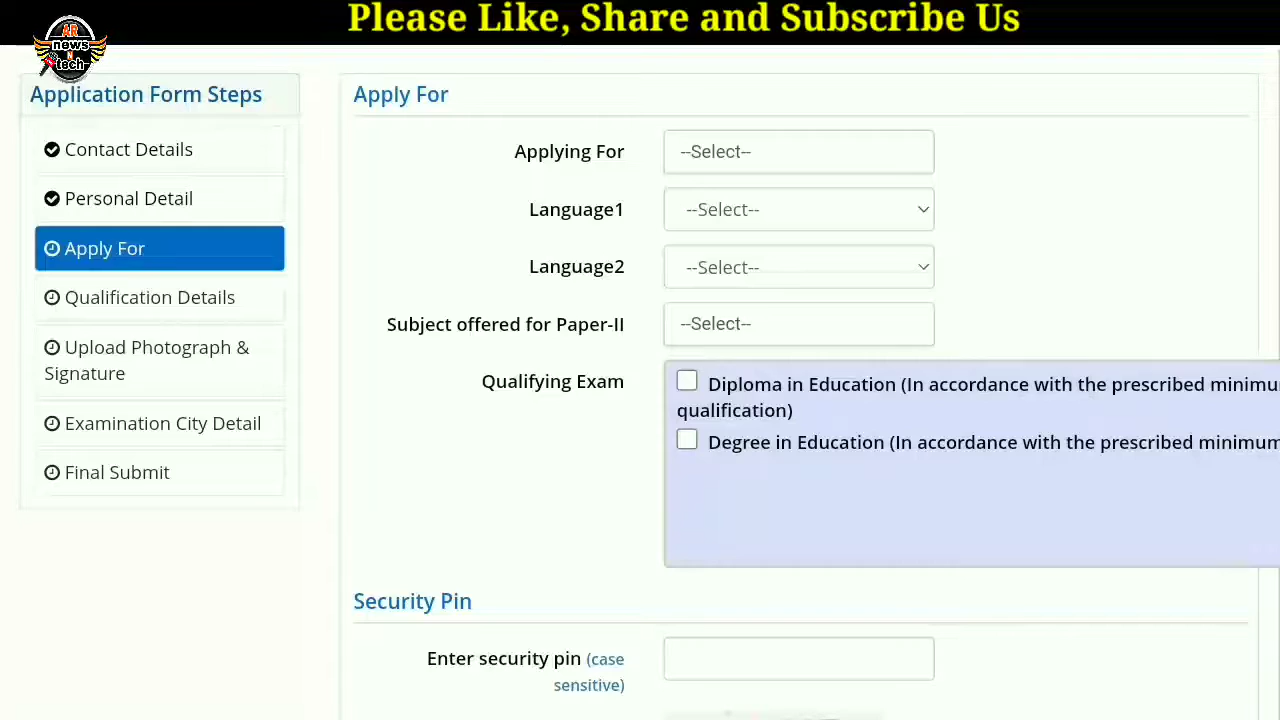 Please Like, Share and Subscribe Us
AR
news
tech
Application Form Steps
Contact Details
Personal Detail
Apply For
Qualification Details
Upload Photograph &
Signature
Examination City Detail
Final Submit
Apply For
Applying For
--Select--
Language1
--Select--
Language2
--Select--
Subject offered for Paper-II
--Select--
Qualifying Exam
Diploma in Education (In accordance with the prescribed minimu
qualification)
Degree in Education (In accordance with the prescribed minimum
Security Pin
Enter security pin (case
sensitive)